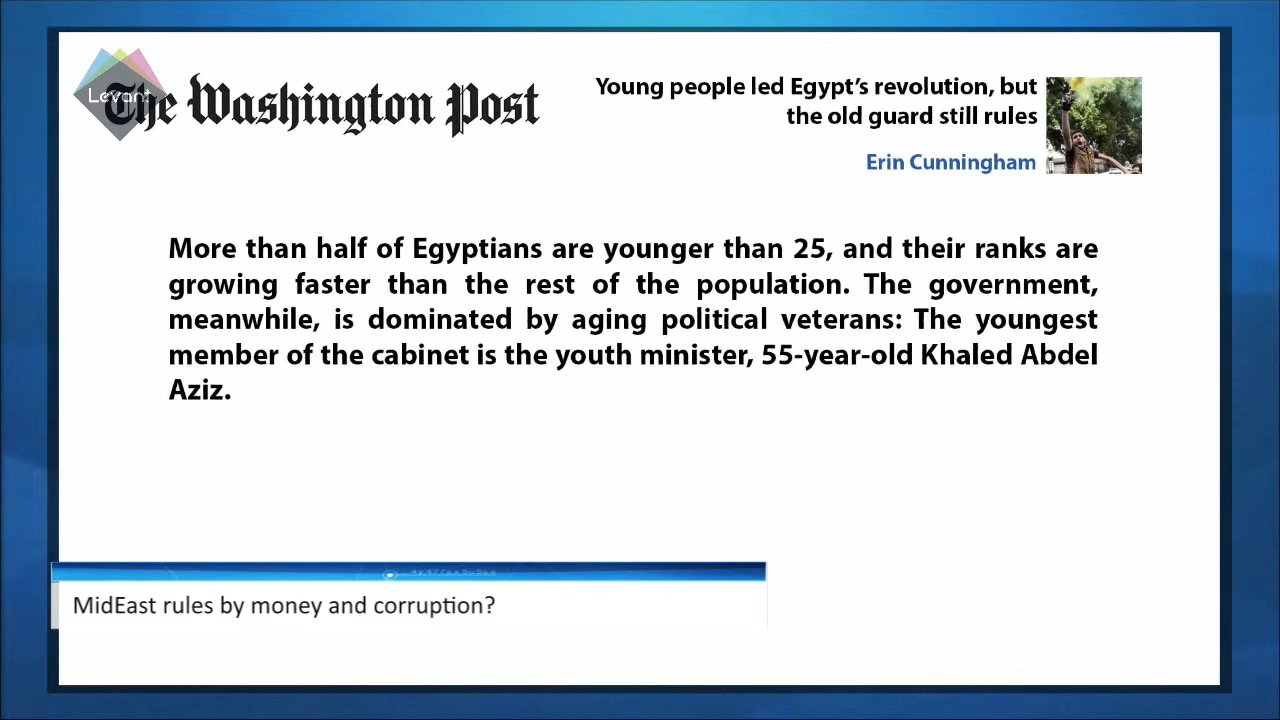 Levant
The Washington Post
Young people led Egypt's revolution, but
the old guard still rules
Erin Cunningham
More than half of Egyptians are younger than 25, and their ranks are
growing faster than the rest of the population. The government,
meanwhile, is dominated by aging political veterans: The youngest
member of the cabinet is the youth minister, 55-year-old Khaled Abdel
Aziz.
MidEast rules by money and corruption?